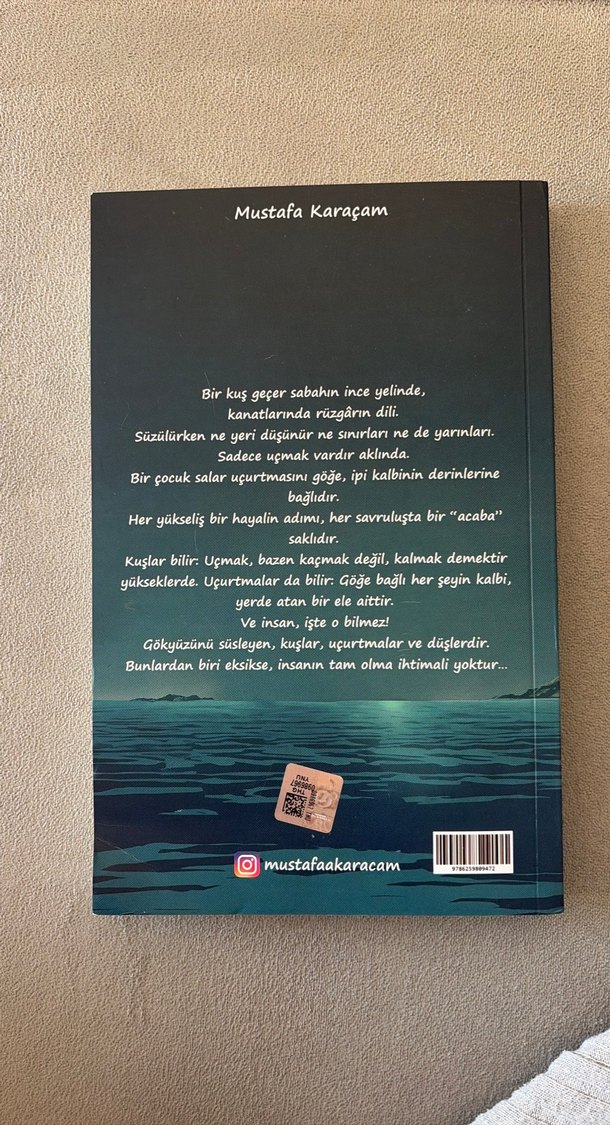 Mustafa Karaçam
Bir kuş geçer sabahın ince yelinde,
kanatlarında rüzgârın dili.
Süzülürken ne yeri düşünür ne sınırları ne de yarınları.
Sadece uçmak vardır aklında.
Bir çocuk salar uçurtmasını göğe, ipi kalbinin derinlerine
bağlıdır.
Her yükseliş bir hayalin adımı, her savruluşta bir “acaba”
saklıdır.
Kuşlar bilir: Uçmak, bazen kaçmak değil, kalmak demektir
yükseklerde. Uçurtmalar da bilir: Göğe bağlı her şeyin kalbi,
yerde atan bir ele aittir.
Ve insan, işte o bilmez!
Gökyüzünü süsleyen, kuşlar, uçurtmalar ve düşlerdir.
Bunlardan biri eksikse, insanın tam olma ihtimali yoktur...
THG
YNU
mustafaakaracam
9786259809472